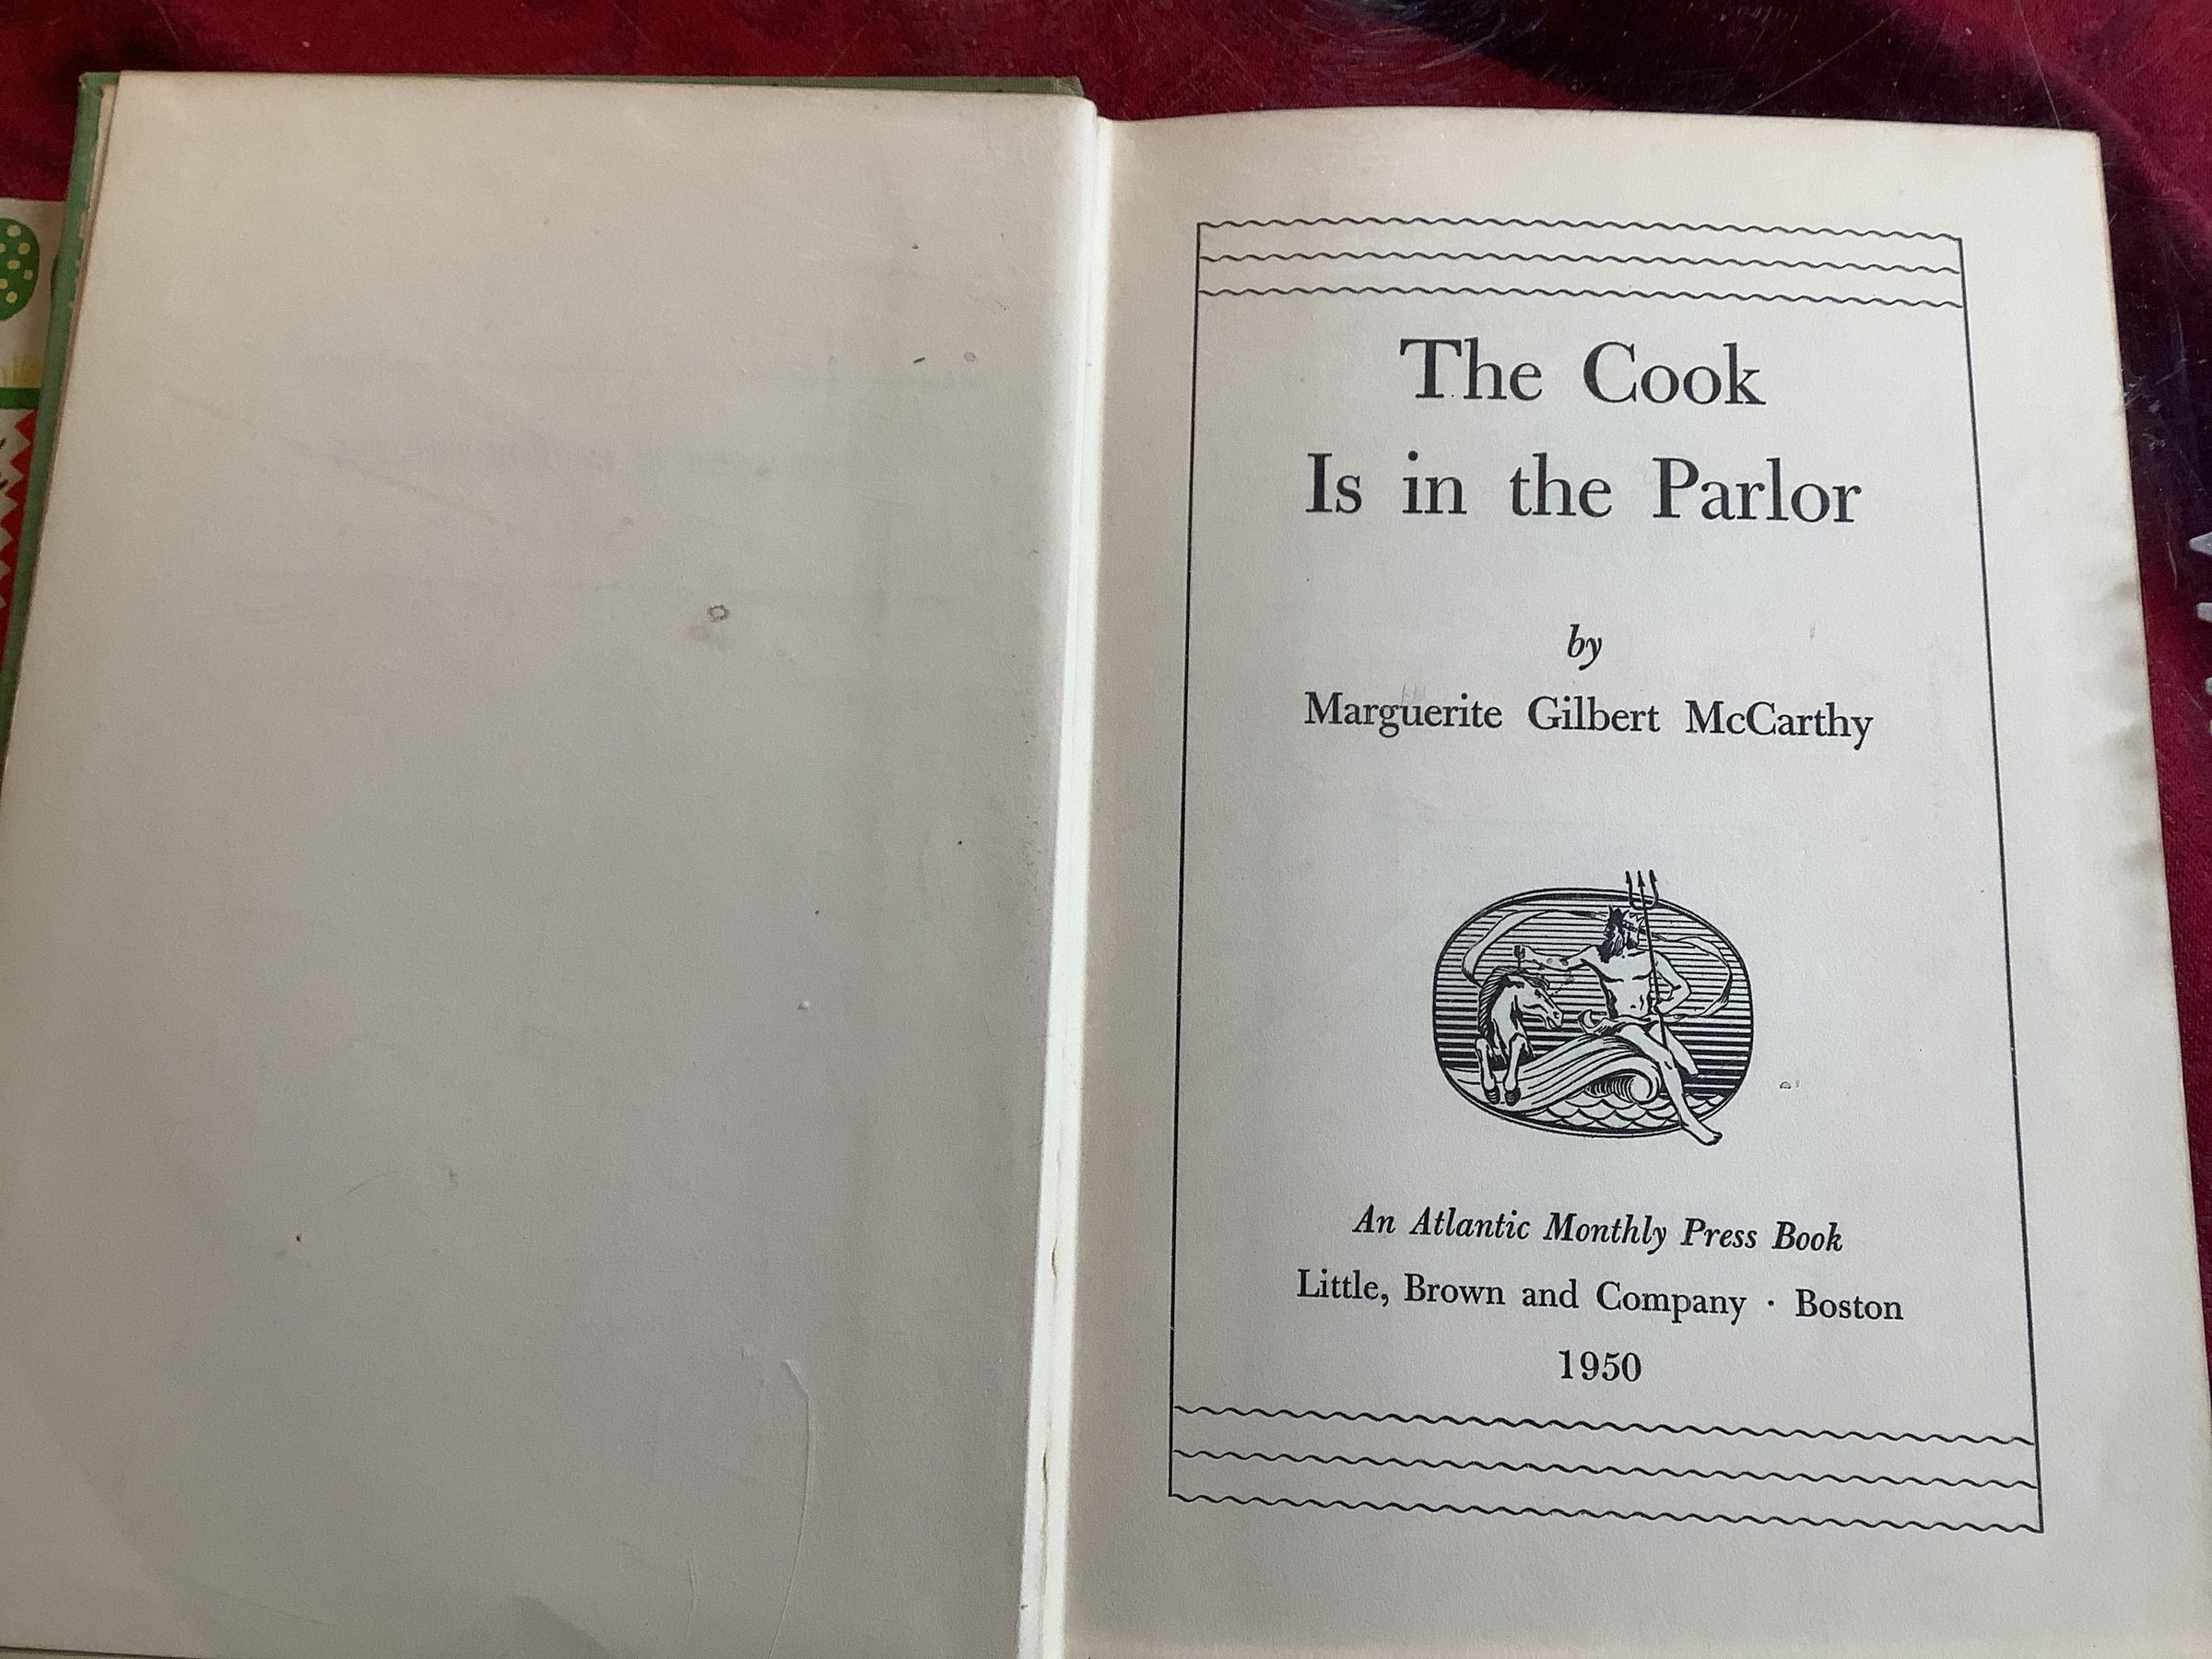 The Cook
Is in the Parlor
by
Marguerite Gilbert McCarthy
An Atlantic Monthly Press Book
Little, Brown and Company · Boston
1950